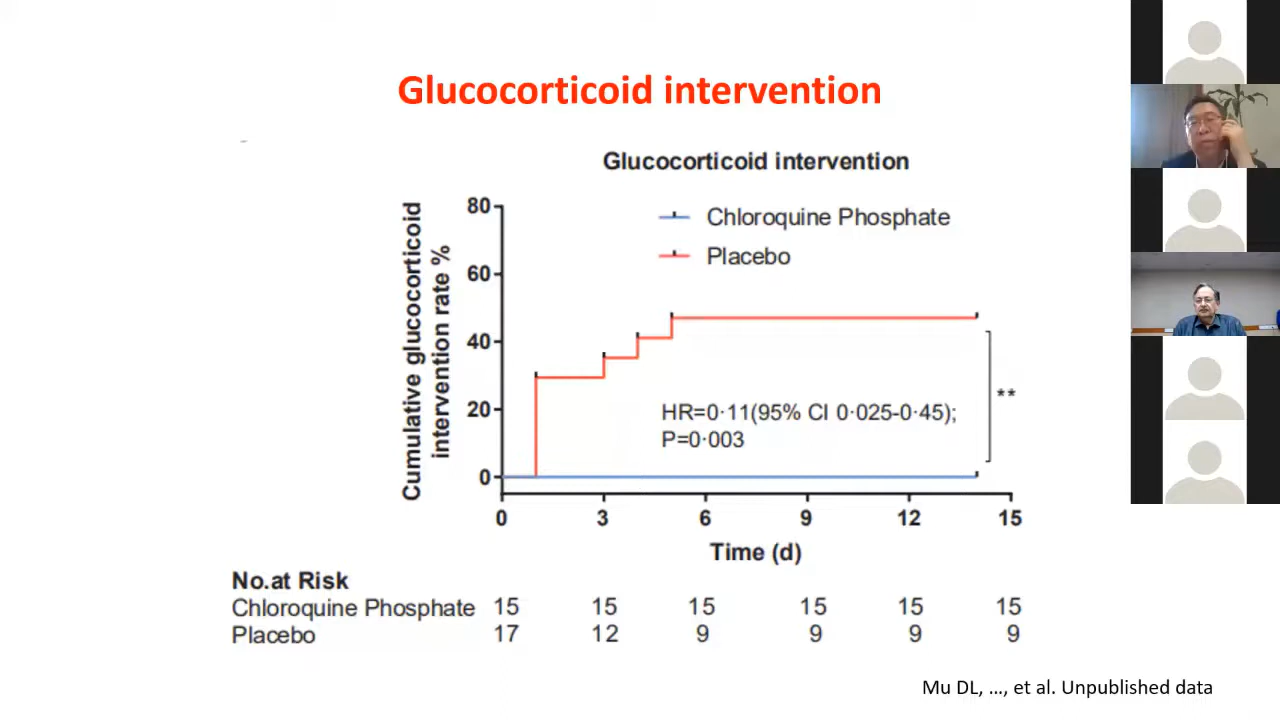 Glucocorticoid intervention
Glucocorticoid intervention
Chloroquine Phosphate
Placebo
Cumulative glucocorticoid
intervention rate %
80
60
40
20
0
HR=0·11(95% CI 0·025-0·45);
P=0·003
**
0 3 6 9 12 15
Time (d)
No.at Risk
Chloroquine Phosphate 15 15 15 15 15 15
Placebo 17 12 9 9 9 9
Mu DL, ..., et al. Unpublished data